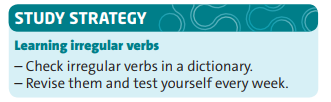 STUDY STRATEGY
Learning irregular verbs
– Check irregular verbs in a dictionary.
– Revise them and test yourself every week.